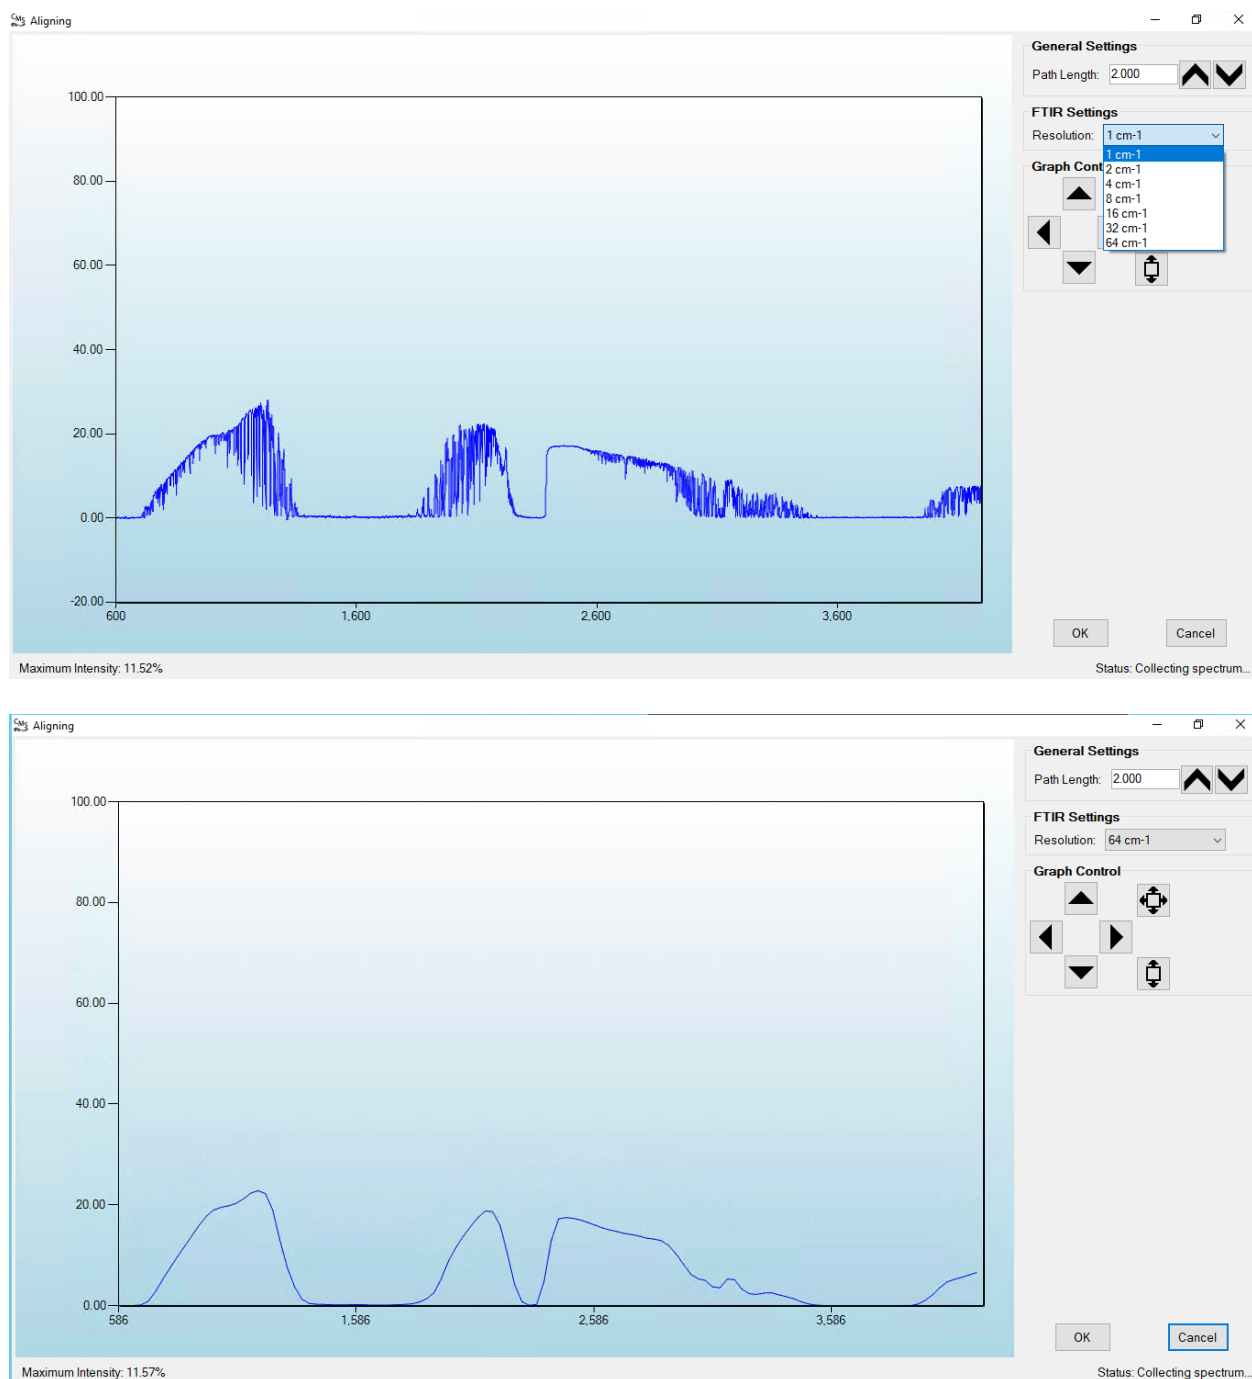 CMS Aligning
General Settings
Path Length: 2.000
FTIR Settings
Resolution: 1 cm-1
1 cm-1
2 cm-1
4 cm-1
8 cm-1
16 cm-1
32 cm-1
64 cm-1
Graph Cont
100.00
80.00
60.00
40.00
20.00
0.00
-20.00
600 1,600 2,600 3,600
OK Cancel
Maximum Intensity: 11.52% Status: Collecting spectrum...
CMS Aligning
General Settings
Path Length: 2.000
FTIR Settings
Resolution: 64 cm-1
Graph Control
100.00
80.00
60.00
40.00
20.00
0.00
586 1,586 2,586 3,586
OK Cancel
Maximum Intensity: 11.57% Status: Collecting spectrum...